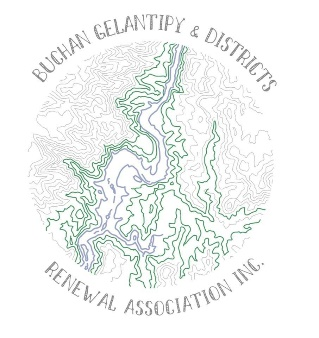 BUCHAN GELANTIPY & DISTRICTS
RENEWAL ASSOCIATION INC.